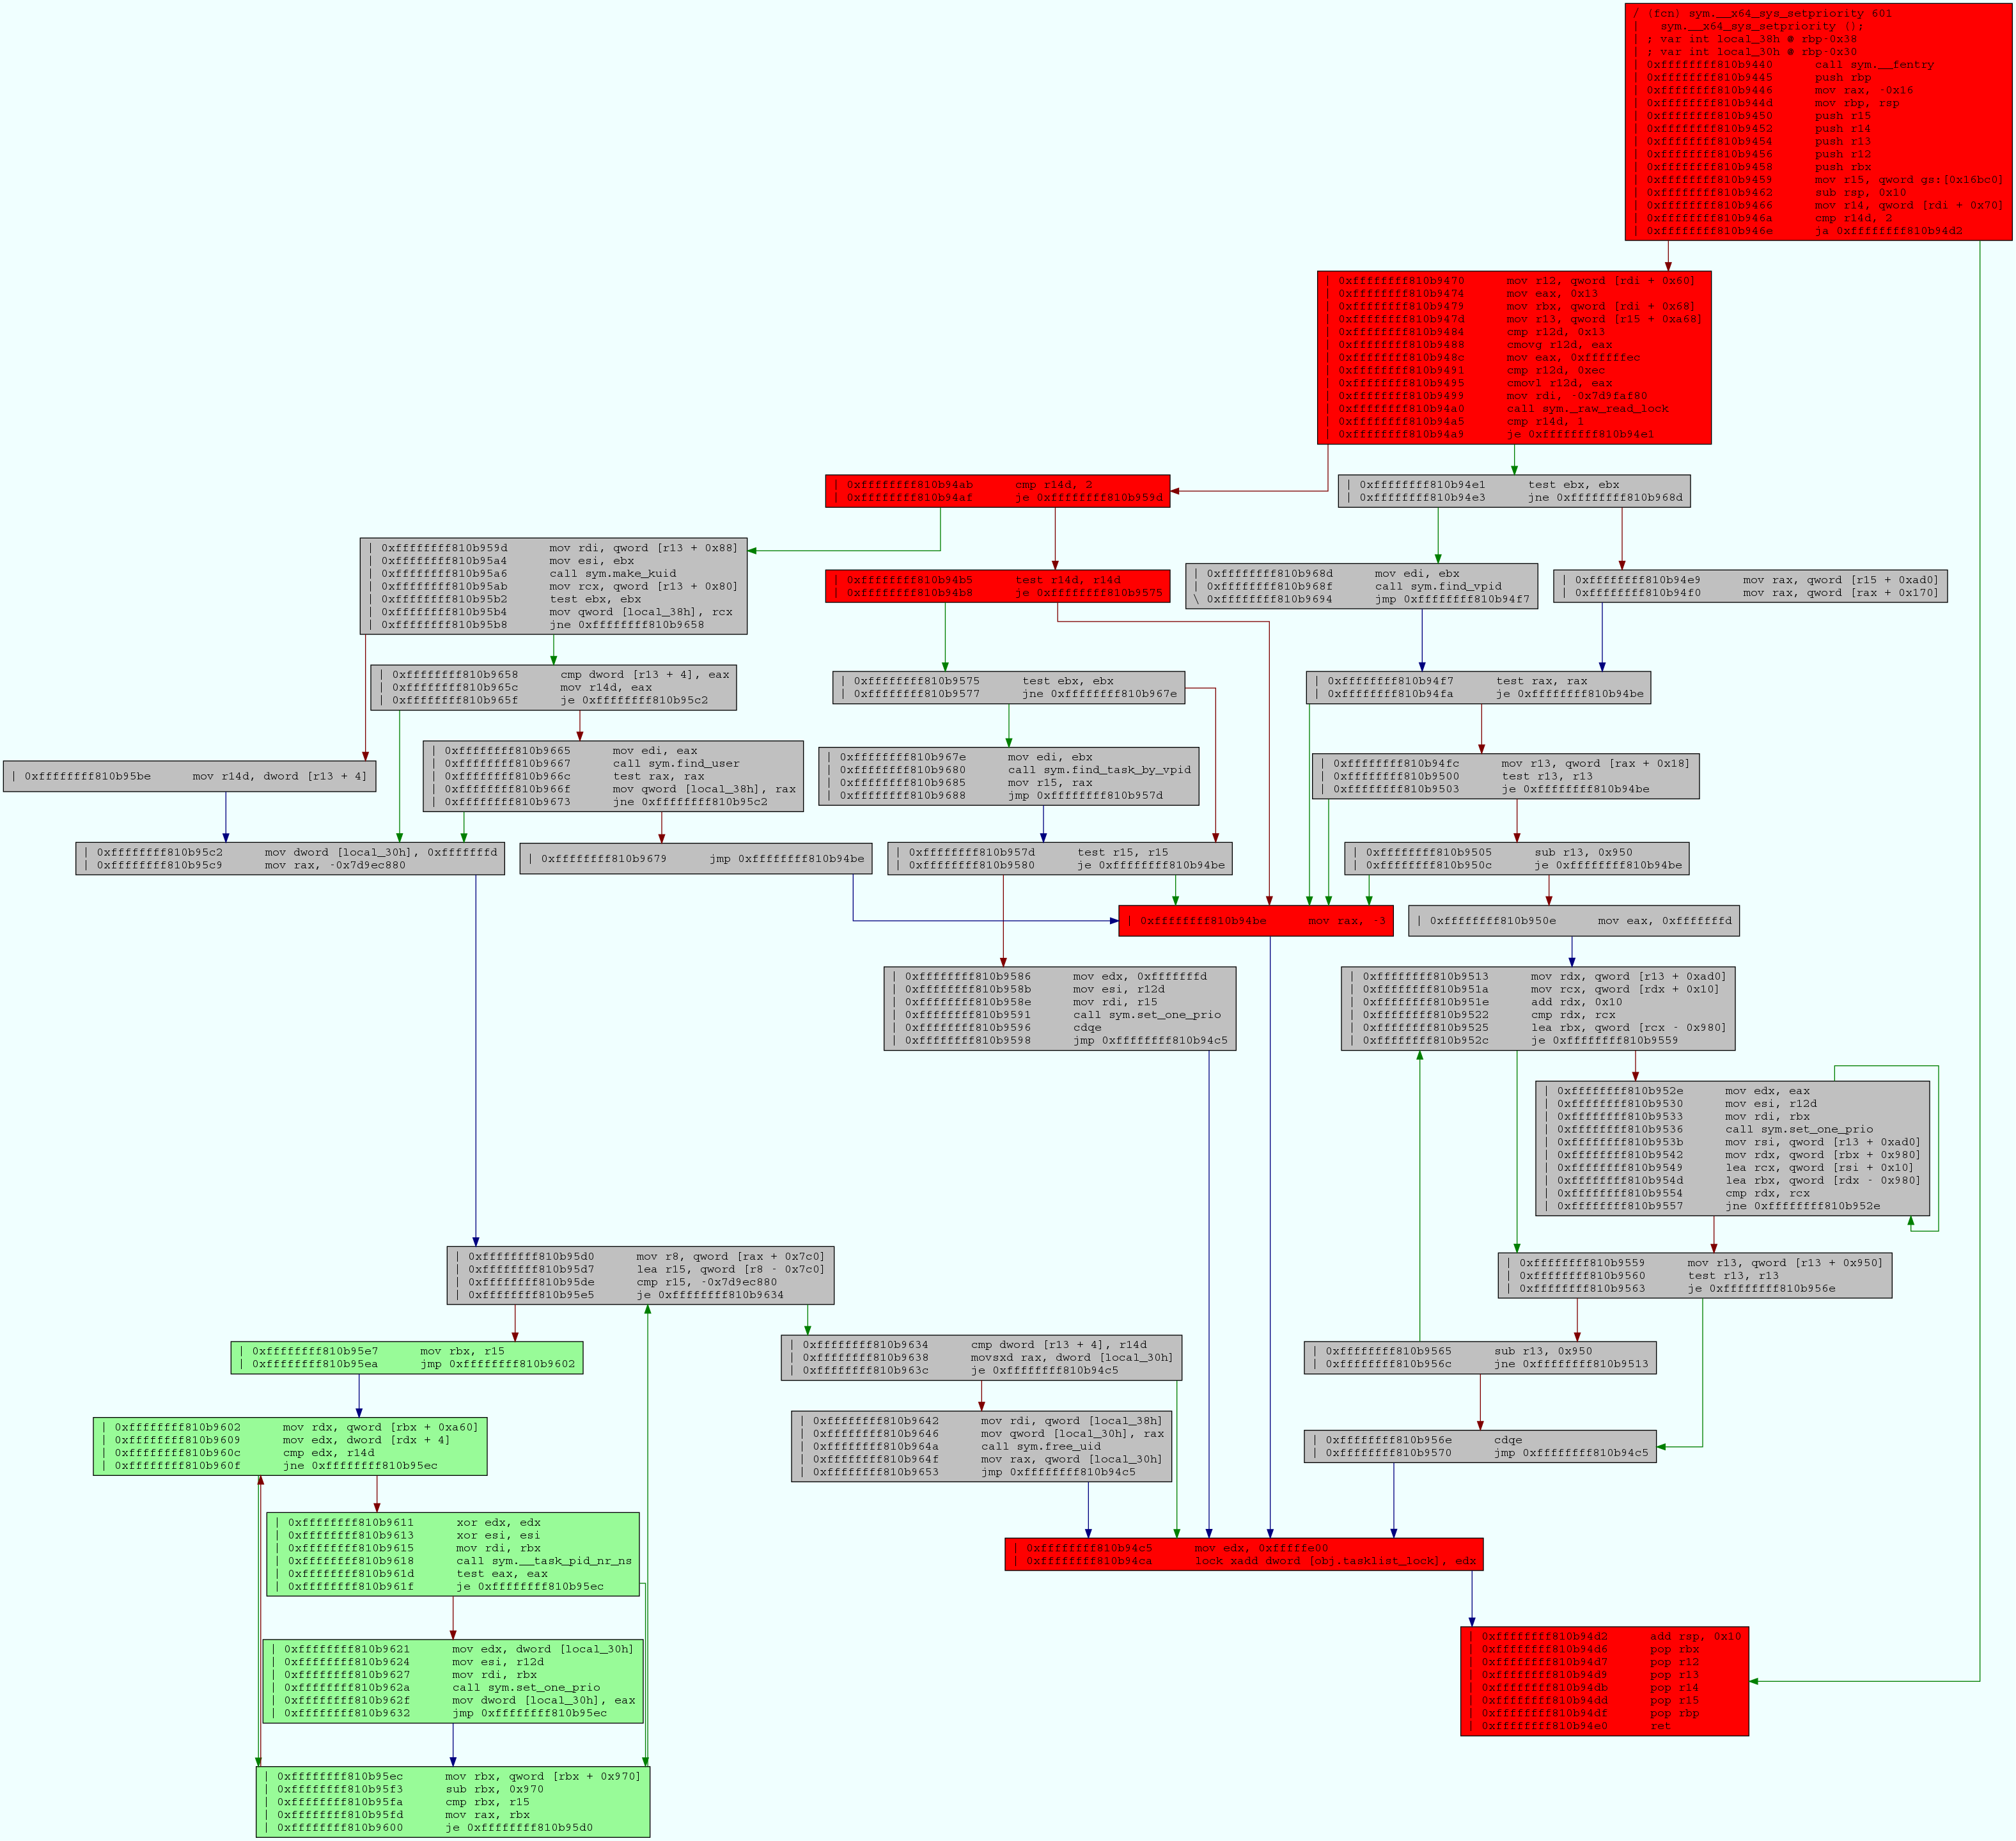 / (fcn) sym.__x64_sys_setpriority 601
|   sym.__x64_sys_setpriority ();
| ; var int local_38h @ rbp-0x38
| ; var int local_30h @ rbp-0x30
| 0xffffffff810b9440      call sym.__fentry
| 0xffffffff810b9445      push rbp
| 0xffffffff810b9446      mov rax, -0x16
| 0xffffffff810b944d      mov rbp, rsp
| 0xffffffff810b9450      push r15
| 0xffffffff810b9452      push r14
| 0xffffffff810b9454      push r13
| 0xffffffff810b9456      push r12
| 0xffffffff810b9458      push rbx
| 0xffffffff810b9459      mov r15, qword gs:[0x16bc0]
| 0xffffffff810b9462      sub rsp, 0x10
| 0xffffffff810b9466      mov r14, qword [rdi + 0x70]
| 0xffffffff810b946a      cmp r14d, 2
| 0xffffffff810b946e      ja 0xffffffff810b94d2
| 0xffffffff810b9470      mov r12, qword [rdi + 0x60]
| 0xffffffff810b9474      mov eax, 0x13
| 0xffffffff810b9479      mov rbx, qword [rdi + 0x68]
| 0xffffffff810b947d      mov r13, qword [r15 + 0xa68]
| 0xffffffff810b9484      cmp r12d, 0x13
| 0xffffffff810b9488      cmovg r12d, eax
| 0xffffffff810b948c      mov eax, 0xffffffec
| 0xffffffff810b9491      cmp r12d, 0xec
| 0xffffffff810b9495      cmovl r12d, eax
| 0xffffffff810b9499      mov rdi, -0x7d9faf80
| 0xffffffff810b94a0      call sym._raw_read_lock
| 0xffffffff810b94a5      cmp r14d, 1
| 0xffffffff810b94a9      je 0xffffffff810b94e1
| 0xffffffff810b94ab      cmp r14d, 2
| 0xffffffff810b94af      je 0xffffffff810b959d
| 0xffffffff810b94e1      test ebx, ebx
| 0xffffffff810b94e3      jne 0xffffffff810b968d
| 0xffffffff810b959d      mov rdi, qword [r13 + 0x88]
| 0xffffffff810b95a4      mov esi, ebx
| 0xffffffff810b95a6      call sym.make_kuid
| 0xffffffff810b95ab      mov rcx, qword [r13 + 0x80]
| 0xffffffff810b95b2      test ebx, ebx
| 0xffffffff810b95b4      mov qword [local_38h], rcx
| 0xffffffff810b95b8      jne 0xffffffff810b9658
| 0xffffffff810b94b5      test r14d, r14d
| 0xffffffff810b94b8      je 0xffffffff810b9575
| 0xffffffff810b968d      mov edi, ebx
| 0xffffffff810b968f      call sym.find_vpid
\ 0xffffffff810b9694      jmp 0xffffffff810b94f7
| 0xffffffff810b94e9      mov rax, qword [r15 + 0xad0]
| 0xffffffff810b94f0      mov rax, qword [rax + 0x170]
| 0xffffffff810b9658      cmp dword [r13 + 4], eax
| 0xffffffff810b965c      mov r14d, eax
| 0xffffffff810b965f      je 0xffffffff810b95c2
| 0xffffffff810b9575      test ebx, ebx
| 0xffffffff810b9577      jne 0xffffffff810b967e
| 0xffffffff810b94f7      test rax, rax
| 0xffffffff810b94fa      je 0xffffffff810b94be
| 0xffffffff810b95be      mov r14d, dword [r13 + 4]
| 0xffffffff810b9665      mov edi, eax
| 0xffffffff810b9667      call sym.find_user
| 0xffffffff810b966c      test rax, rax
| 0xffffffff810b966f      mov qword [local_38h], rax
| 0xffffffff810b9673      jne 0xffffffff810b95c2
| 0xffffffff810b967e      mov edi, ebx
| 0xffffffff810b9680      call sym.find_task_by_vpid
| 0xffffffff810b9685      mov r15, rax
| 0xffffffff810b9688      jmp 0xffffffff810b957d
| 0xffffffff810b94fc      mov r13, qword [rax + 0x18]
| 0xffffffff810b9500      test r13, r13
| 0xffffffff810b9503      je 0xffffffff810b94be
| 0xffffffff810b95c2      mov dword [local_30h], 0xfffffffd
| 0xffffffff810b95c9      mov rax, -0x7d9ec880
| 0xffffffff810b9679      jmp 0xffffffff810b94be
| 0xffffffff810b957d      test r15, r15
| 0xffffffff810b9580      je 0xffffffff810b94be
| 0xffffffff810b9505      sub r13, 0x950
| 0xffffffff810b950c      je 0xffffffff810b94be
| 0xffffffff810b94be      mov rax, -3
| 0xffffffff810b950e      mov eax, 0xfffffffd
| 0xffffffff810b9586      mov edx, 0xfffffffd
| 0xffffffff810b958b      mov esi, r12d
| 0xffffffff810b958e      mov rdi, r15
| 0xffffffff810b9591      call sym.set_one_prio
| 0xffffffff810b9596      cdqe
| 0xffffffff810b9598      jmp 0xffffffff810b94c5
| 0xffffffff810b9513      mov rdx, qword [r13 + 0xad0]
| 0xffffffff810b951a      mov rcx, qword [rdx + 0x10]
| 0xffffffff810b951e      add rdx, 0x10
| 0xffffffff810b9522      cmp rdx, rcx
| 0xffffffff810b9525      lea rbx, qword [rcx - 0x980]
| 0xffffffff810b952c      je 0xffffffff810b9559
| 0xffffffff810b952e      mov edx, eax
| 0xffffffff810b9530      mov esi, r12d
| 0xffffffff810b9533      mov rdi, rbx
| 0xffffffff810b9536      call sym.set_one_prio
| 0xffffffff810b953b      mov rsi, qword [r13 + 0xad0]
| 0xffffffff810b9542      mov rdx, qword [rbx + 0x980]
| 0xffffffff810b9549      lea rcx, qword [rsi + 0x10]
| 0xffffffff810b954d      lea rbx, qword [rdx - 0x980]
| 0xffffffff810b9554      cmp rdx, rcx
| 0xffffffff810b9557      jne 0xffffffff810b952e
| 0xffffffff810b95d0      mov r8, qword [rax + 0x7c0]
| 0xffffffff810b95d7      lea r15, qword [r8 - 0x7c0]
| 0xffffffff810b95de      cmp r15, -0x7d9ec880
| 0xffffffff810b95e5      je 0xffffffff810b9634
| 0xffffffff810b9559      mov r13, qword [r13 + 0x950]
| 0xffffffff810b9560      test r13, r13
| 0xffffffff810b9563      je 0xffffffff810b956e
| 0xffffffff810b95e7      mov rbx, r15
| 0xffffffff810b95ea      jmp 0xffffffff810b9602
| 0xffffffff810b9634      cmp dword [r13 + 4], r14d
| 0xffffffff810b9638      movsxd rax, dword [local_30h]
| 0xffffffff810b963c      je 0xffffffff810b94c5
| 0xffffffff810b9565      sub r13, 0x950
| 0xffffffff810b956c      jne 0xffffffff810b9513
| 0xffffffff810b9602      mov rdx, qword [rbx + 0xa60]
| 0xffffffff810b9609      mov edx, dword [rdx + 4]
| 0xffffffff810b960c      cmp edx, r14d
| 0xffffffff810b960f      jne 0xffffffff810b95ec
| 0xffffffff810b9642      mov rdi, qword [local_38h]
| 0xffffffff810b9646      mov qword [local_30h], rax
| 0xffffffff810b964a      call sym.free_uid
| 0xffffffff810b964f      mov rax, qword [local_30h]
| 0xffffffff810b9653      jmp 0xffffffff810b94c5
| 0xffffffff810b956e      cdqe
| 0xffffffff810b9570      jmp 0xffffffff810b94c5
| 0xffffffff810b9611      xor edx, edx
| 0xffffffff810b9613      xor esi, esi
| 0xffffffff810b9615      mov rdi, rbx
| 0xffffffff810b9618      call sym.__task_pid_nr_ns
| 0xffffffff810b961d      test eax, eax
| 0xffffffff810b961f      je 0xffffffff810b95ec
| 0xffffffff810b94c5      mov edx, 0xfffffe00
| 0xffffffff810b94ca      lock xadd dword [obj.tasklist_lock], edx
| 0xffffffff810b9621      mov edx, dword [local_30h]
| 0xffffffff810b9624      mov esi, r12d
| 0xffffffff810b9627      mov rdi, rbx
| 0xffffffff810b962a      call sym.set_one_prio
| 0xffffffff810b962f      mov dword [local_30h], eax
| 0xffffffff810b9632      jmp 0xffffffff810b95ec
| 0xffffffff810b94d2      add rsp, 0x10
| 0xffffffff810b94d6      pop rbx
| 0xffffffff810b94d7      pop r12
| 0xffffffff810b94d9      pop r13
| 0xffffffff810b94db      pop r14
| 0xffffffff810b94dd      pop r15
| 0xffffffff810b94df      pop rbp
| 0xffffffff810b94e0      ret
| 0xffffffff810b95ec      mov rbx, qword [rbx + 0x970]
| 0xffffffff810b95f3      sub rbx, 0x970
| 0xffffffff810b95fa      cmp rbx, r15
| 0xffffffff810b95fd      mov rax, rbx
| 0xffffffff810b9600      je 0xffffffff810b95d0